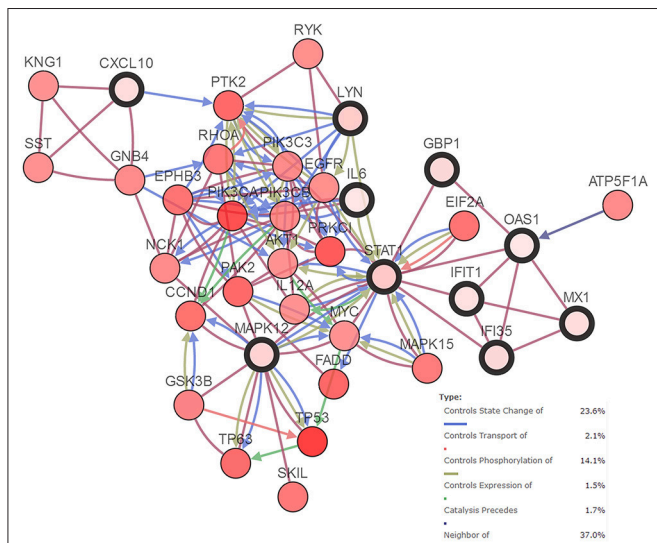 RYK
KNG1
CXCL10
PTK2
LYN
RHOA
PIK3C3
GBP1
SST
GNB4
EGFR
EPHB3
IL6
ATP5F1A
PIK3CA
PIK3CB
EIF2A
OAS1
PRKCI
NCK1
AKT1
STAT1
PAK2
IFIT1
CCND1
IL12A
MX1
MYC
MAPK12
IFI35
FADD
MAPK15
GSK3B
TP53
TP63
SKIL
Type:
Controls State Change of 23.6%
Controls Transport of 2.1%
Controls Phosphorylation of 14.1%
Controls Expression of 1.5%
Catalysis Precedes 1.7%
Neighbor of 37.0%